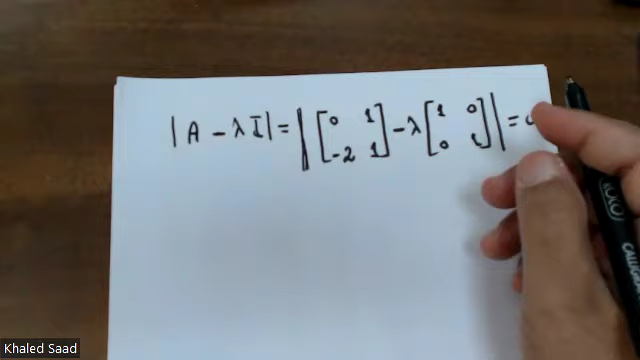 |A - λI| = |[0 1 -2 1] - λ[1 0 0 1]| = 0
Khaled Saad